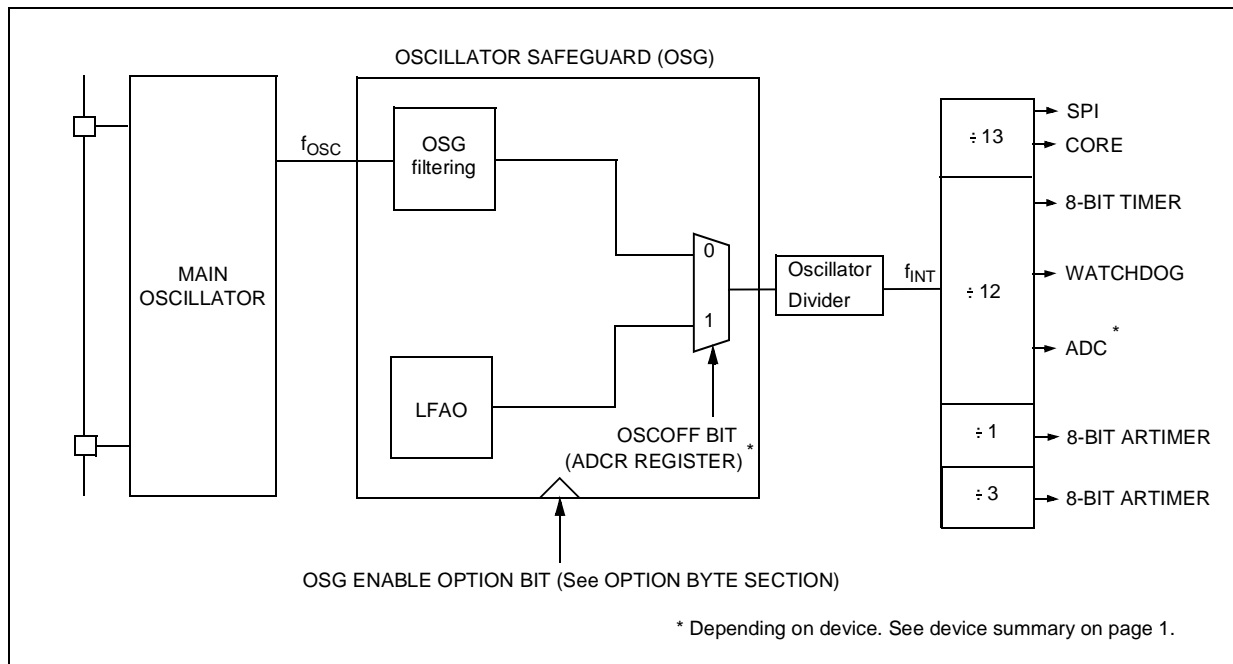 OSCILLATOR SAFEGUARD (OSG)
MAIN
OSCILLATOR
fOSC
OSG
filtering
LFAO
0
1
OSCOFF BIT
(ADCR REGISTER) *
OSG ENABLE OPTION BIT (See OPTION BYTE SECTION)
Oscillator
Divider
fINT
÷ 13
÷ 12
÷ 1
÷ 3
SPI
CORE
8-BIT TIMER
WATCHDOG
ADC *
8-BIT ARTIMER
8-BIT ARTIMER
* Depending on device. See device summary on page 1.